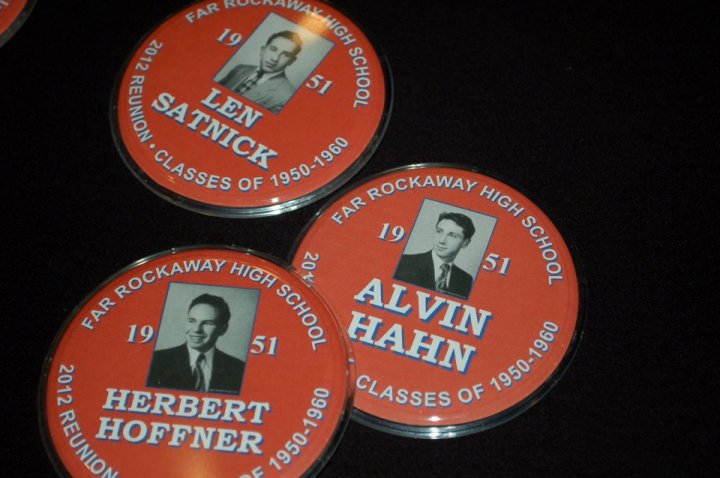 FAR ROCKAWAY HIGH SCHOOL
19 51
LEN
SATNICK
2012 REUNION • CLASSES OF 1950-1960
FAR ROCKAWAY HIGH SCHOOL
19 51
ALVIN
HAHN
201
CLASSES OF 1950-1960
FAR ROCKAWAY HIGH SCHOOL
19 51
HERBERT
HOFFNER
2012 REUNION
OF 1950-1960